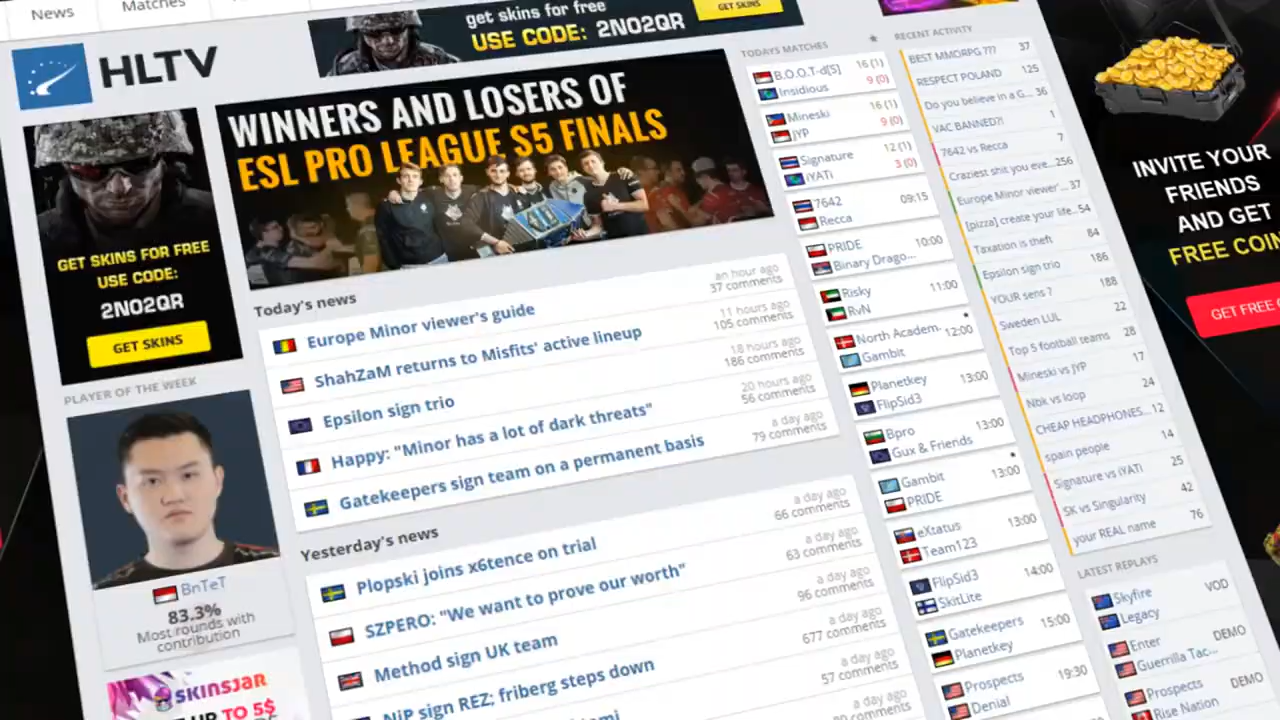 News
Matches
HLTV
get skins for free
USE CODE: 2NO2QR
GET SKINS
GET SKINS FOR FREE
USE CODE:
2NO2QR
GET SKINS
PLAYER OF THE WEEK
BnTeT
83.3%
Most rounds with
contribution
SKINSJAR
UP TO 5$
WINNERS AND LOSERS OF
ESL PRO LEAGUE S5 FINALS
Today's news
Europe Minor viewer's guide
an hour ago
37 comments
ShahZaM returns to Misfits' active lineup
11 hours ago
105 comments
Epsilon sign trio
18 hours ago
186 comments
Happy: "Minor has a lot of dark threats"
20 hours ago
56 comments
Gatekeepers sign team on a permanent basis
a day ago
79 comments
Yesterday's news
Plopski joins x6tence on trial
a day ago
66 comments
SZPERO: "We want to prove our worth"
a day ago
63 comments
Method sign UK team
a day ago
96 comments
NiP sign REZ; friberg steps down
a day ago
677 comments
a day ago
57 comments
a day ago
TODAYS MATCHES
B.O.O.T-d[S] 16 (1)
Insidious 9 (0)
Mineski 16 (1)
JYP 9 (0)
Signature 12 (1)
iYATi 3 (0)
7642
Recca
09:15
PRIDE
Binary Drago...
10:00
Risky
RvN
11:00
North Academ.
Gambit
12:00
Planetkey
FlipSid3
13:00
Bpro
Gux & Friends
13:00
Gambit
PRIDE
13:00
eXtatus
Team123
13:00
FlipSid3
SkitLite
14:00
Gatekeepers
Planetkey
15:00
Prospects
Denial
19:30
RECENT ACTIVITY
BEST MMORPG ??? 37
RESPECT POLAND 125
Do you believe in a G... 36
VAC BANNED?! 1
7642 vs Recca 7
Craziest shit you eve... 256
Europe Minor viewer'... 37
[pizza] create your life... 54
Taxation is theft 84
Epsilon sign trio 186
YOUR sens ? 188
Sweden LUL 22
Top 5 football teams 28
Mineski vs JYP 17
Nbk vs loop 24
CHEAP HEADPHONES... 12
spain people 14
Signature vs iYATi 25
SK vs Singularity 42
your REAL name 76
LATEST REPLAYS
Skyfire
Legacy
VOD
Enter
Guerrilla Tac...
DEMO
Prospects
Rise Nation
DEMO
INVITE YOUR
FRIENDS
AND GET
FREE COIN
GET FREE